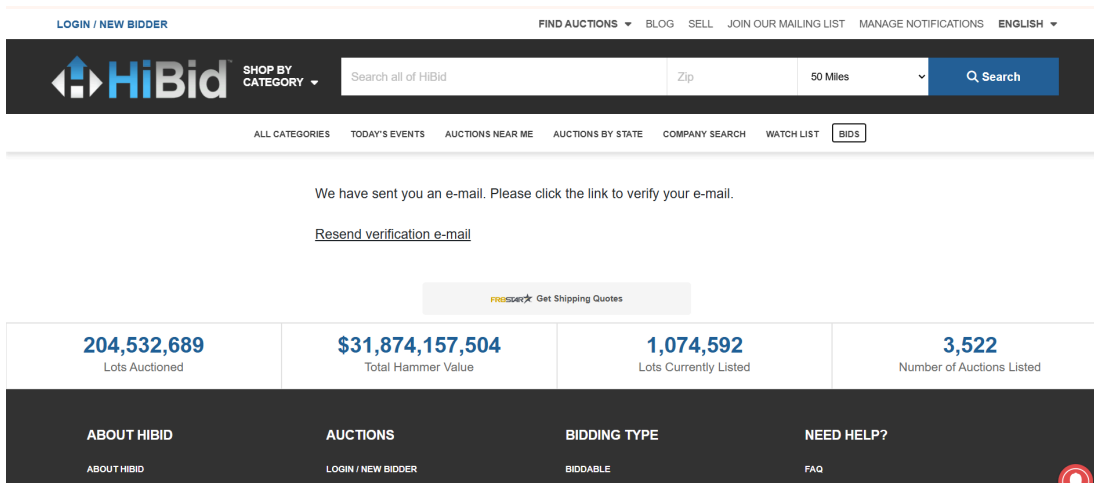 LOGIN / NEW BIDDER FIND AUCTIONS BLOG SELL JOIN OUR MAILING LIST MANAGE NOTIFICATIONS ENGLISH
HiBid™ SHOP BY CATEGORY Search all of HiBid Zip 50 Miles Search
ALL CATEGORIES TODAY'S EVENTS AUCTIONS NEAR ME AUCTIONS BY STATE COMPANY SEARCH WATCH LIST BIDS
We have sent you an e-mail. Please click the link to verify your e-mail.
Resend verification e-mail
FR8STAR Get Shipping Quotes
204,532,689 $31,874,157,504 1,074,592 3,522
Lots Auctioned Total Hammer Value Lots Currently Listed Number of Auctions Listed
ABOUT HIBID AUCTIONS BIDDING TYPE NEED HELP?
ABOUT HIBID LOGIN / NEW BIDDER BIDDABLE FAQ